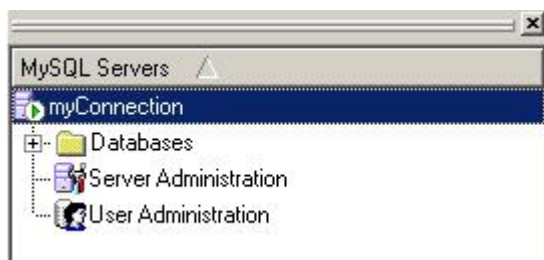 MySQL Servers
myConnection
Databases
Server Administration
User Administration